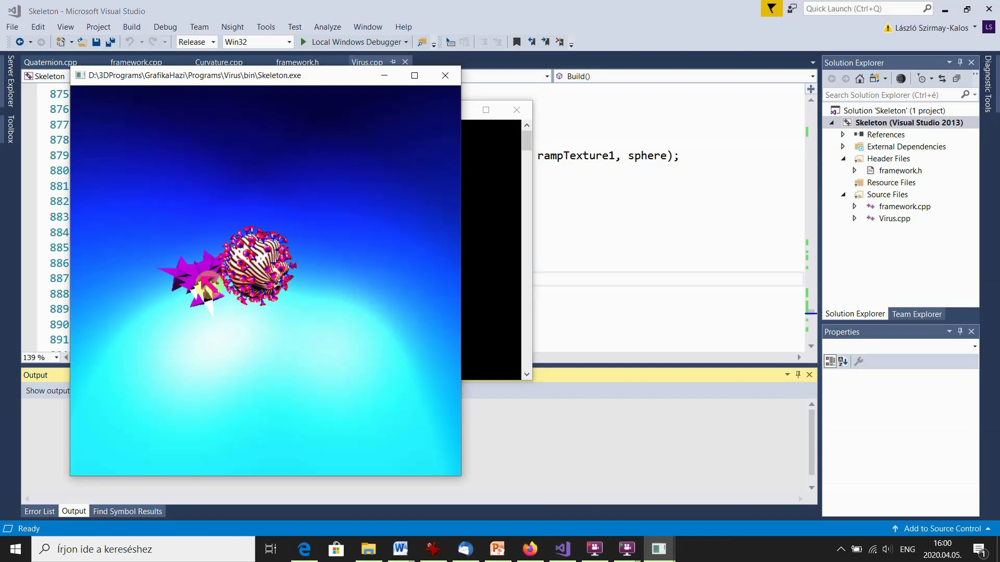 Skeleton - Microsoft Visual Studio
Quick Launch (Ctrl+Q)
File Edit View Project Build Debug Team Nsight Tools Test Analyze Window Help
László Szirmay-Kalos
LS
Release Win32 Local Windows Debugger
Server Explorer
Toolbox
Quaternion.cpp framework.cpp Curvature.cpp framework.h Virus.cpp
Skeleton
Build()
D:\3DPrograms\GrafikaHazi\Programs\Virus\bin\Skeleton.exe
875
876
877
878
879 rampTexture1, sphere);
880
881
882
883
884
885
886
887
888
889
890
891
139 %
Output
Show output
Error List Output Find Symbol Results
Solution Explorer
Search Solution Explorer (Ctrl+é)
Solution 'Skeleton' (1 project)
Skeleton (Visual Studio 2013)
References
External Dependencies
Header Files
framework.h
Resource Files
Source Files
framework.cpp
Virus.cpp
Solution Explorer Team Explorer
Properties
Diagnostic Tools
Ready
Add to Source Control
Írjon ide a kereséshez
ENG
16:00
2020.04.05.
1